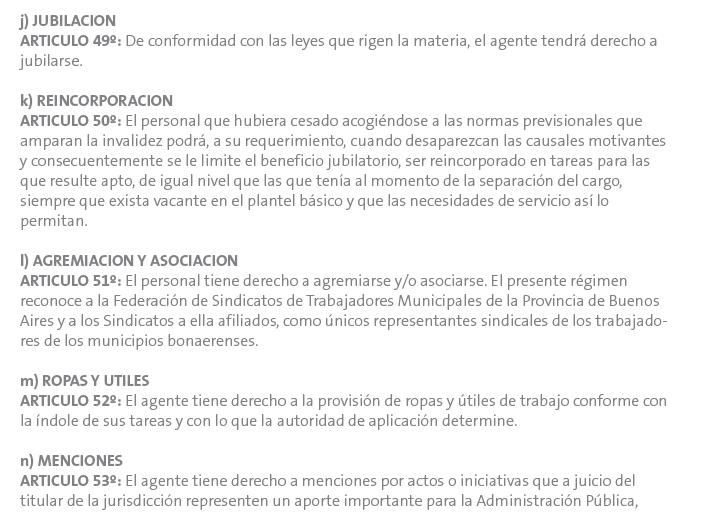 j) JUBILACION
ARTICULO 49º: De conformidad con las leyes que rigen la materia, el agente tendrá derecho a
jubilarse.
k) REINCORPORACION
ARTICULO 50º: El personal que hubiera cesado acogiéndose a las normas previsionales que
amparan la invalidez podrá, a su requerimiento, cuando desaparezcan las causales motivantes
y consecuentemente se le limite el beneficio jubilatorio, ser reincorporado en tareas para las
que resulte apto, de igual nivel que las que tenía al momento de la separación del cargo,
siempre que exista vacante en el plantel básico y que las necesidades de servicio así lo
permitan.
l) AGREMIACION Y ASOCIACION
ARTICULO 51º: El personal tiene derecho a agremiarse y/o asociarse. El presente régimen
reconoce a la Federación de Sindicatos de Trabajadores Municipales de la Provincia de Buenos
Aires y a los Sindicatos a ella afiliados, como únicos representantes sindicales de los trabajado-
res de los municipios bonaerenses.
m) ROPAS Y UTILES
ARTICULO 52º: El agente tiene derecho a la provisión de ropas y útiles de trabajo conforme con
la índole de sus tareas y con lo que la autoridad de aplicación determine.
n) MENCIONES
ARTICULO 53º: El agente tiene derecho a menciones por actos o iniciativas que a juicio del
titular de la jurisdicción representen un aporte importante para la Administración Pública,